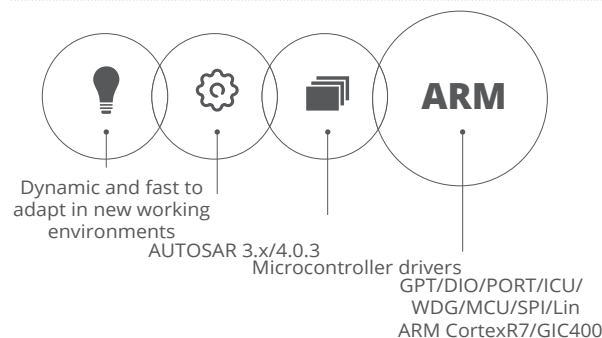 ARM
Dynamic and fast to
adapt in new working
environments
AUTOSAR 3.x/4.0.3
Microcontroller drivers
GPT/DIO/PORT/ICU/
WDG/MCU/SPI/Lin
ARM CortexR7/GIC400